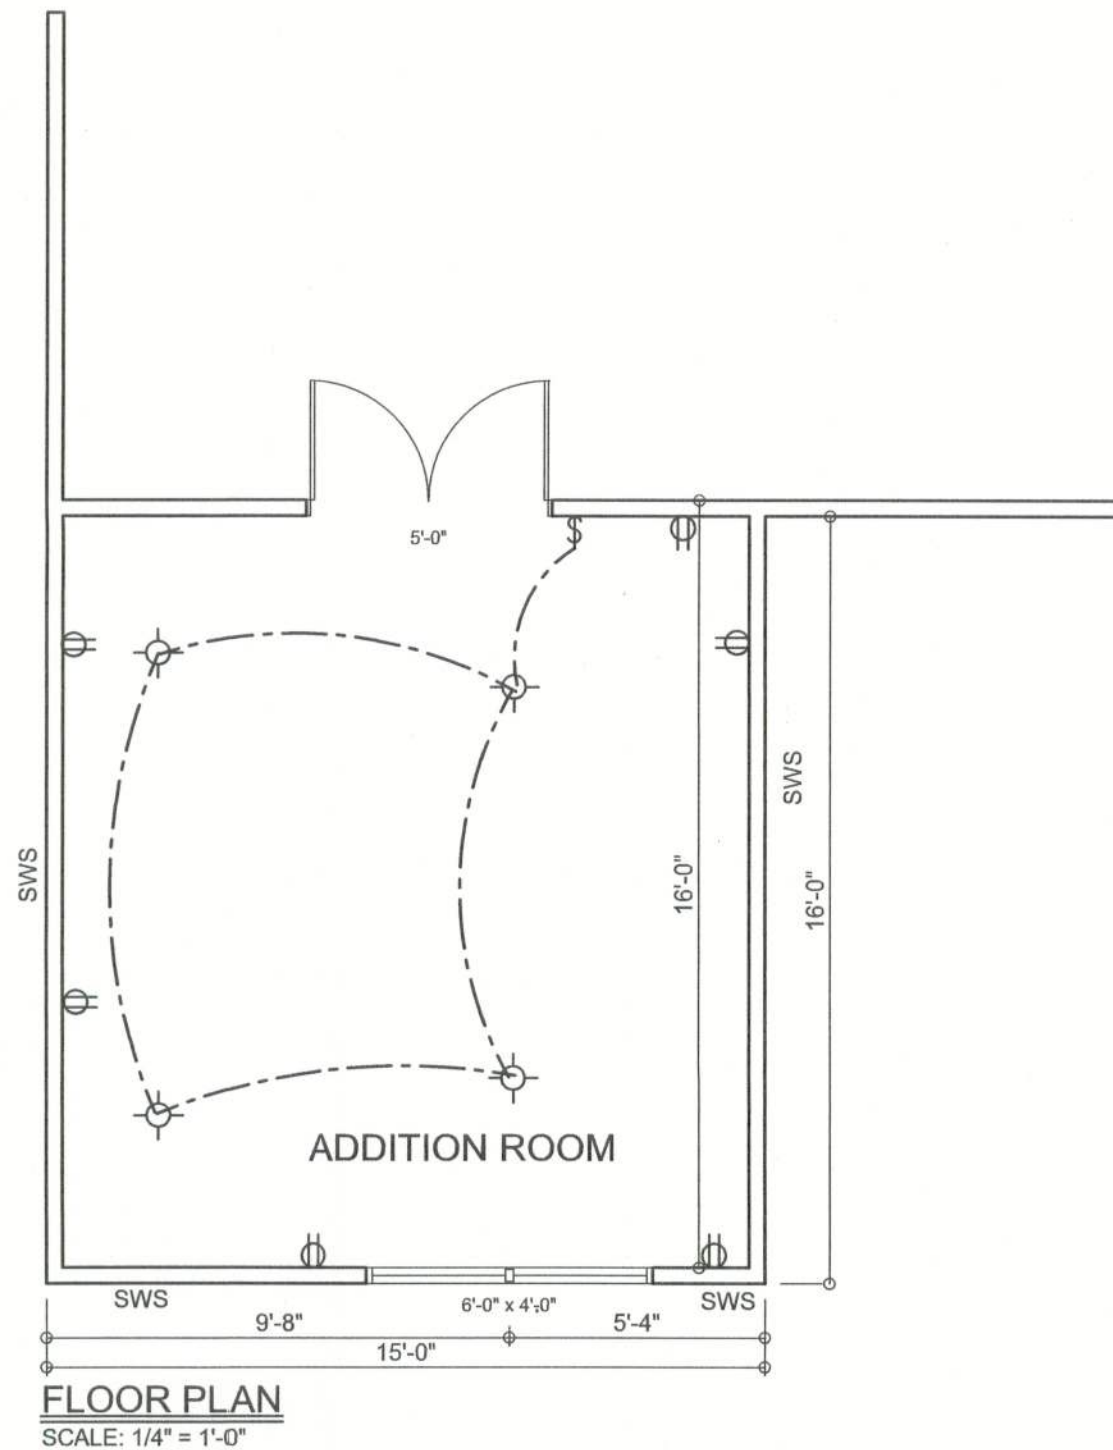 5'-0"
$
SWS
16'-0"
SWS
16'-0"
ADDITION ROOM
SWS
6'-0" x 4'-0"
SWS
9'-8"
5'-4"
15'-0"
FLOOR PLAN
SCALE: 1/4" = 1'-0"